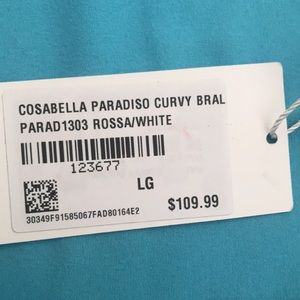 COSABELLA PARADISO CURVY BRAL
PARAD1303 ROSSA/WHITE
123677
LG
$109.99
30349F91585067FAD80164E2